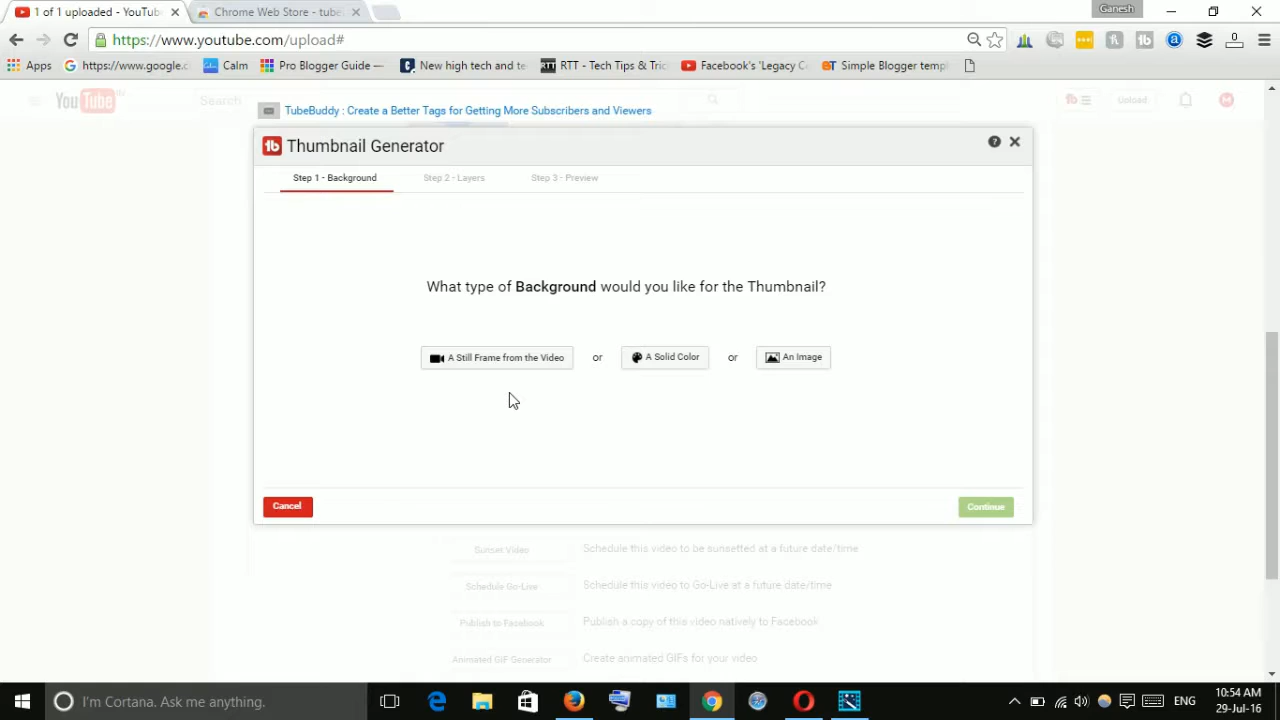 Ganesh
1 of 1 uploaded - YouTub
Chrome Web Store - tube
https://www.youtube.com/upload#
Apps
https://www.google.c
Calm
Pro Blogger Guide —
New high tech and te
RTT - Tech Tips & Tric
Facebook's 'Legacy C
Simple Blogger temp
YouTube IN
Search
Upload
M
TubeBuddy : Create a Better Tags for Getting More Subscribers and Viewers
Thumbnail Generator
Step 1 - Background
Step 2 - Layers
Step 3 - Preview
What type of Background would you like for the Thumbnail?
A Still Frame from the Video
or
A Solid Color
or
An Image
Cancel
Continue
Sunset Video
Schedule this video to be sunsetted at a future date/time
Schedule Go-Live
Schedule this video to Go-Live at a future date/time
Publish to Facebook
Publish a copy of this video natively to Facebook
Animated GIF Generator
Create animated GIFs for your video
I'm Cortana. Ask me anything.
ENG
10:54 AM
29-Jul-16